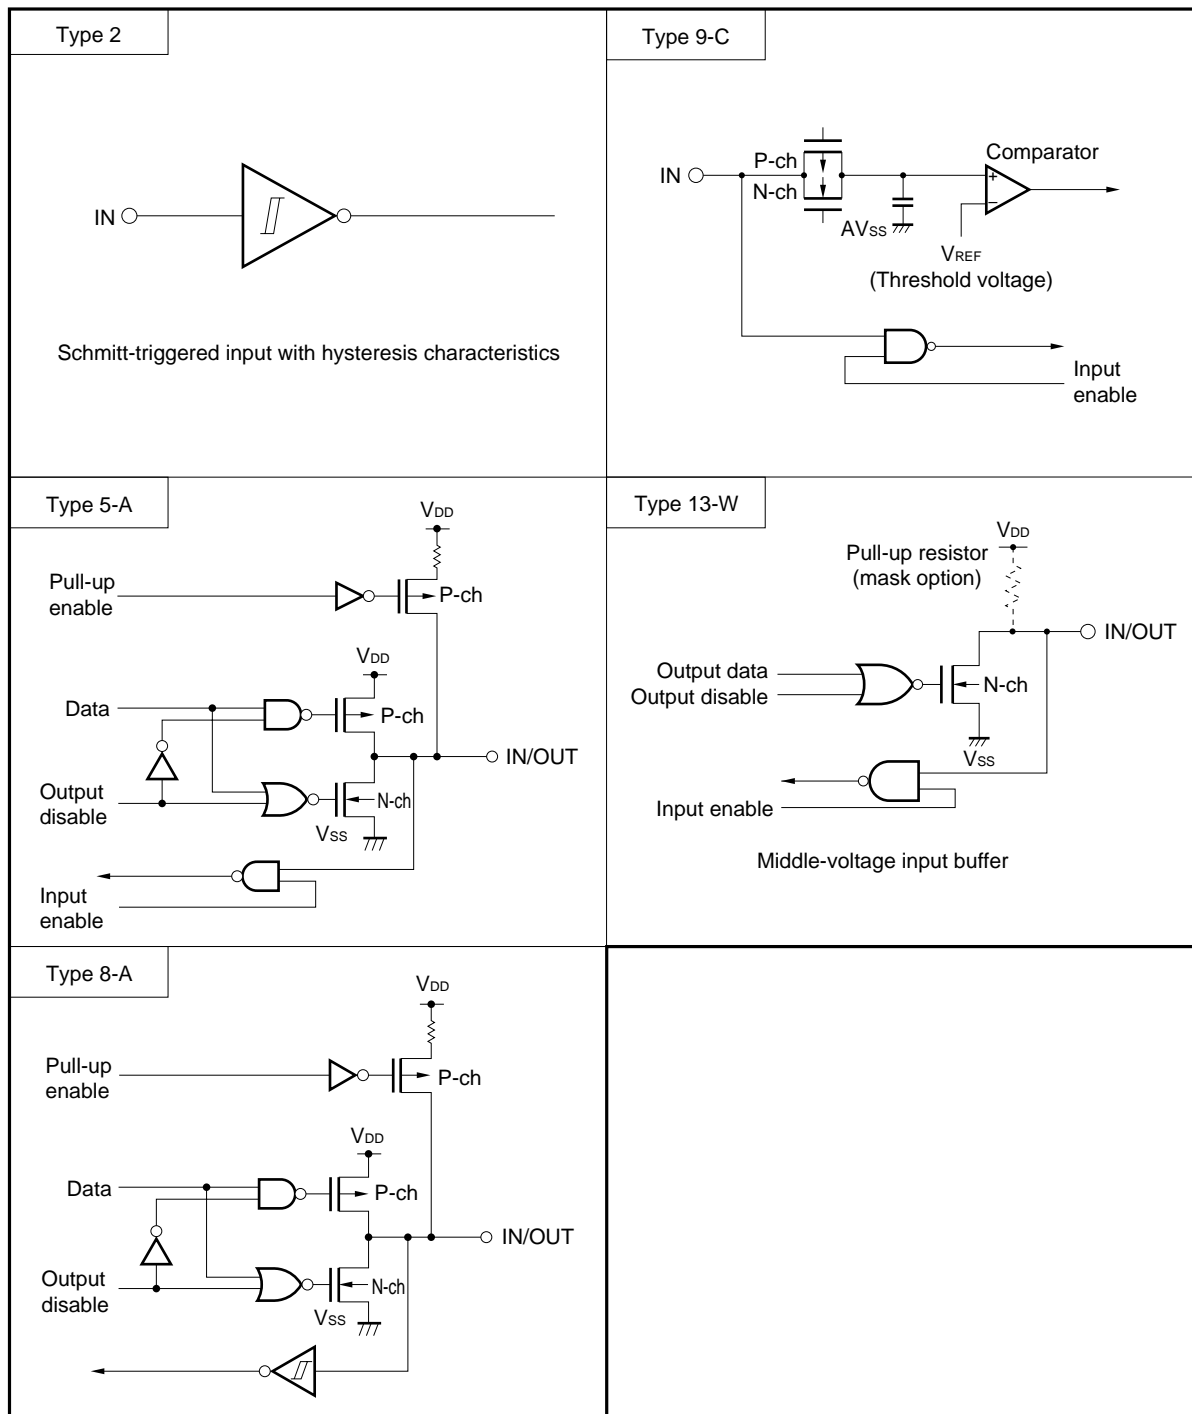 Type 2
IN
Schmitt-triggered input with hysteresis characteristics
Type 9-C
IN
P-ch
N-ch
Comparator
+
−
AVSS
VREF
(Threshold voltage)
Input
enable
Type 5-A
VDD
Pull-up
enable
P-ch
VDD
Data
P-ch
IN/OUT
Output
disable
N-ch
VSS
Input
enable
Type 13-W
VDD
Pull-up resistor
(mask option)
IN/OUT
Output data
Output disable
N-ch
VSS
Input enable
Middle-voltage input buffer
Type 8-A
VDD
Pull-up
enable
P-ch
VDD
Data
P-ch
IN/OUT
Output
disable
N-ch
VSS